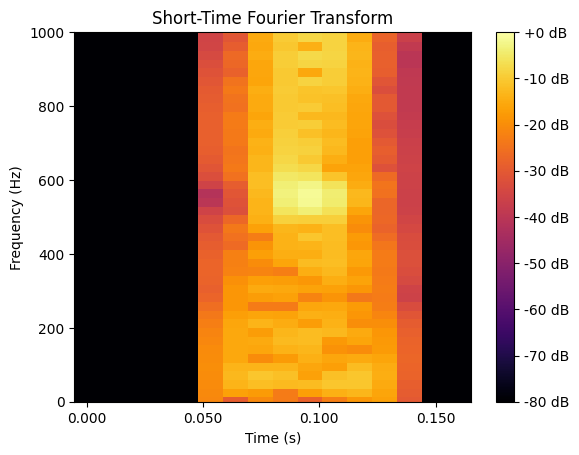 Short-Time Fourier Transform
1000
800
600
400
200
0
Frequency (Hz)
0.000
0.050
0.100
0.150
Time (s)
+0 dB
-10 dB
-20 dB
-30 dB
-40 dB
-50 dB
-60 dB
-70 dB
-80 dB